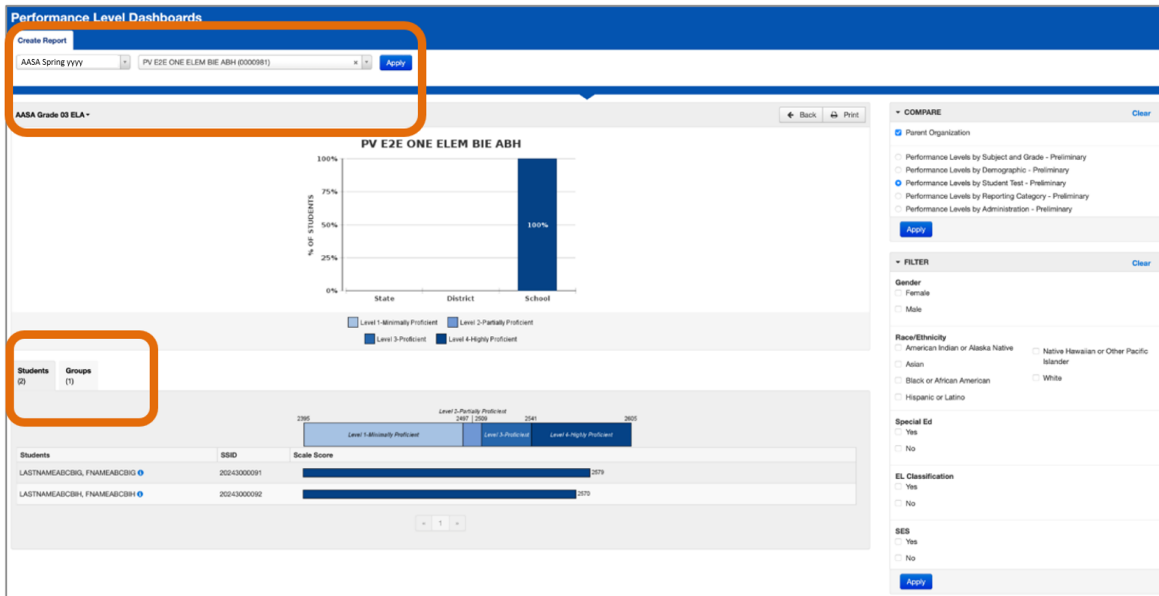 Performance Level Dashboards
Create Report
AASA Spring yyyy
PV E2E ONE ELEM BIE ABH (0000981)
×
Apply
AASA Grade 03 ELA
Back
Print
PV E2E ONE ELEM BIE ABH
100%
75%
50%
25%
0%
% OF STUDENTS
100%
State District School
Level 1-Minimally Proficient Level 2-Partially Proficient
Level 3-Proficient Level 4-Highly Proficient
Students
(2)
Groups
(1)
Level 2-Partially Proficient
2395 2497 2509 2541 2605
Level 1-Minimally Proficient Level 3-Proficient Level 4-Highly Proficient
Students SSID Scale Score
LASTNAMEABCBIG, FNAMEABCBIG 20243000091 2579
LASTNAMEABCBIH, FNAMEABCBIH 20243000092 2570
« 1 »
COMPARE Clear
Parent Organization
Performance Levels by Subject and Grade - Preliminary
Performance Levels by Demographic - Preliminary
Performance Levels by Student Test - Preliminary
Performance Levels by Reporting Category - Preliminary
Performance Levels by Administration - Preliminary
Apply
FILTER Clear
Gender
Female
Male
Race/Ethnicity
American Indian or Alaska Native
Asian
Black or African American
Hispanic or Latino
Native Hawaiian or Other Pacific
Islander
White
Special Ed
Yes
No
EL Classification
Yes
No
SES
Yes
No
Apply